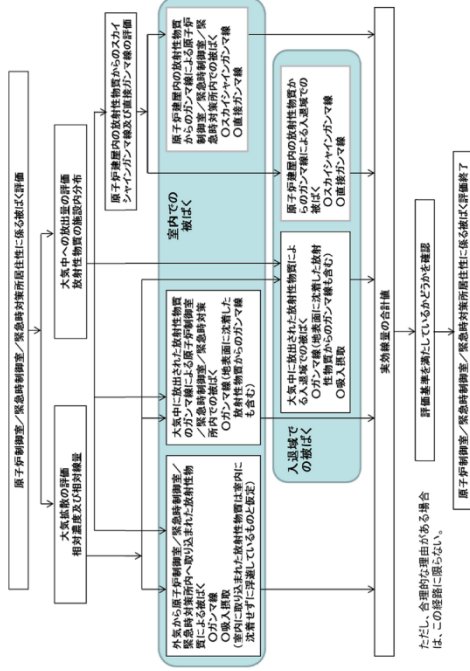 原子炉制御室／緊急時制御室／緊急時対策所居住性に係る被ばく評価
大気拡散の評価
相対濃度及び相対線量
大気中への放出量の評価
放射性物質の施設内分布
原子炉建屋内の放射性物質からのスカイ
シャインガンマ線及び直接ガンマ線の評価
室内での
被ばく
外気から原子炉制御室／緊急時制御室／
緊急時対策所内へ取り込まれた放射性物
質による被ばく
○ガンマ線
○吸入摂取
（室内に取り込まれた放射性物質は室内に
沈着せずに浮遊しているものと仮定）
大気中に放出された放射性物質
のガンマ線による原子炉制御室
／緊急時制御室／緊急時対策
所内での被ばく
○ガンマ線（地表面に沈着した
放射性物質からのガンマ線
も含む）
原子炉建屋内の放射性物質
からのガンマ線による原子炉
制御室／緊急時制御室／緊
急時対策所内での被ばく
○スカイシャインガンマ線
○直接ガンマ線
入退域で
の被ばく
大気中に放出された放射性物質によ
る入退域での被ばく
○ガンマ線（地表面に沈着した放射
性物質からのガンマ線も含む）
○吸入摂取
原子炉建屋内の放射性物質か
らのガンマ線による入退域での
被ばく
○スカイシャインガンマ線
○直接ガンマ線
実効線量の合計値
評価基準を満たしているかどうかを確認
ただし、合理的な理由がある場合
は、この経路に限らない。
原子炉制御室／緊急時制御室／緊急時対策所居住性に係る被ばく評価終了